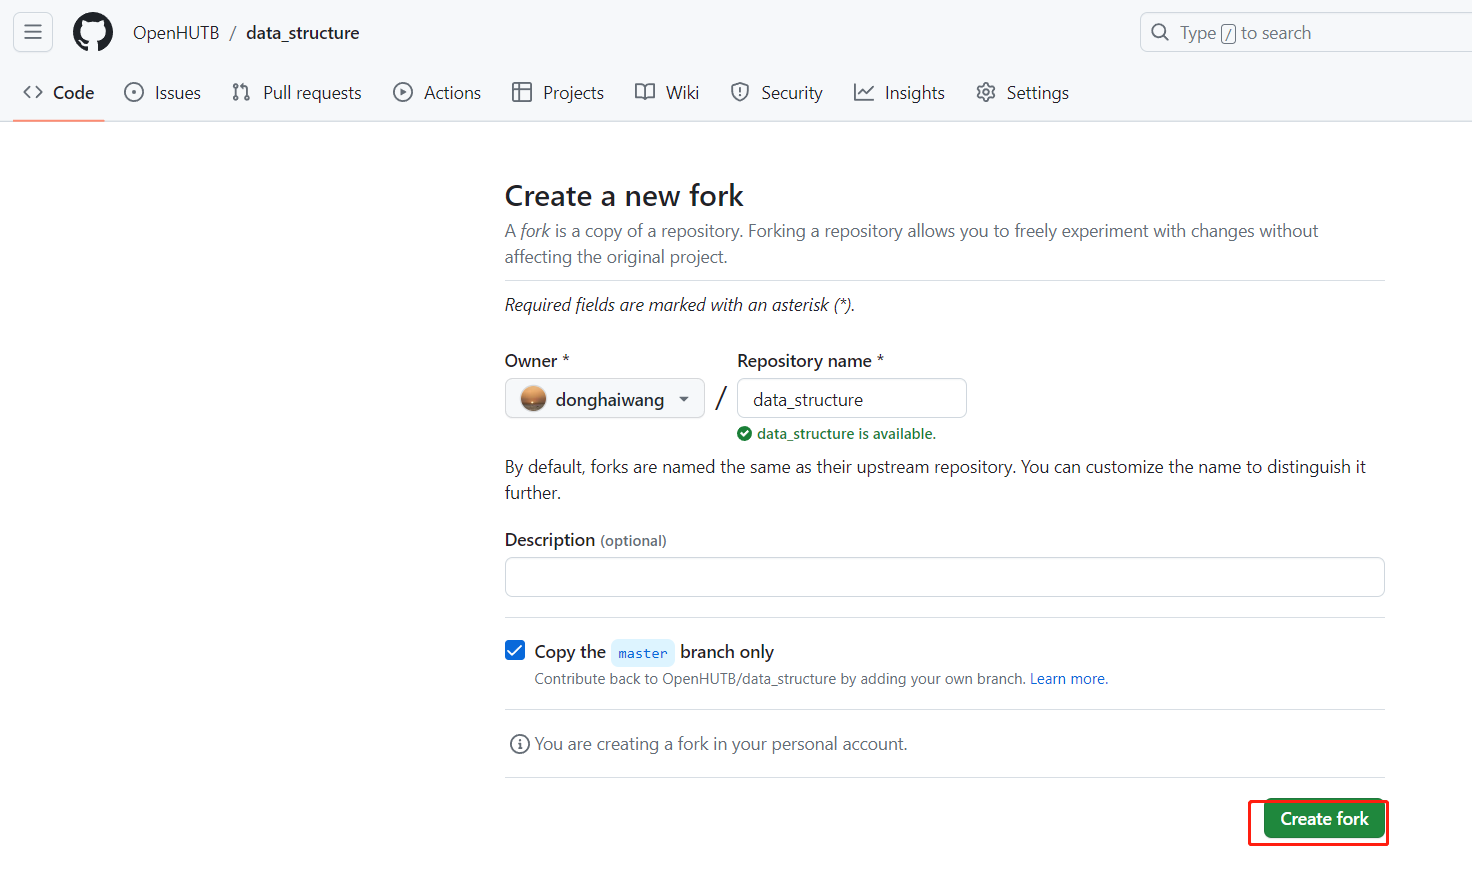 OpenHUTB / data_structure
Type / to search
Code Issues Pull requests Actions Projects Wiki Security Insights Settings
Create a new fork
A fork is a copy of a repository. Forking a repository allows you to freely experiment with changes without
affecting the original project.
Required fields are marked with an asterisk (*).
Owner * Repository name *
donghaiwang / data_structure
data_structure is available.
By default, forks are named the same as their upstream repository. You can customize the name to distinguish it
further.
Description (optional)
Copy the master branch only
Contribute back to OpenHUTB/data_structure by adding your own branch. Learn more.
You are creating a fork in your personal account.
Create fork